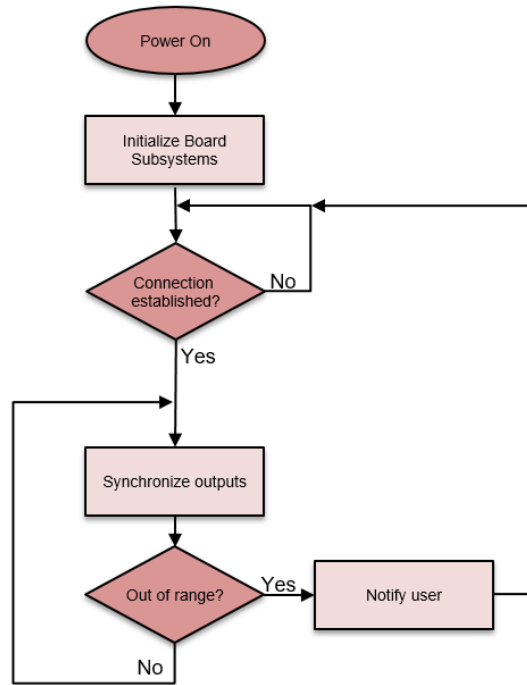 Power On
Initialize Board
Subsystems
Connection
established?
No
Yes
Synchronize outputs
Out of range?
Yes
Notify user
No